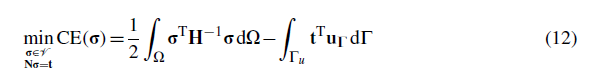 min CE(σ) = 1/2 ∫_Ω σ^T H^{-1} σ dΩ − ∫_{Γ_u} t^T u_Γ dΓ (12)
σ∈𝒱
Nσ=t